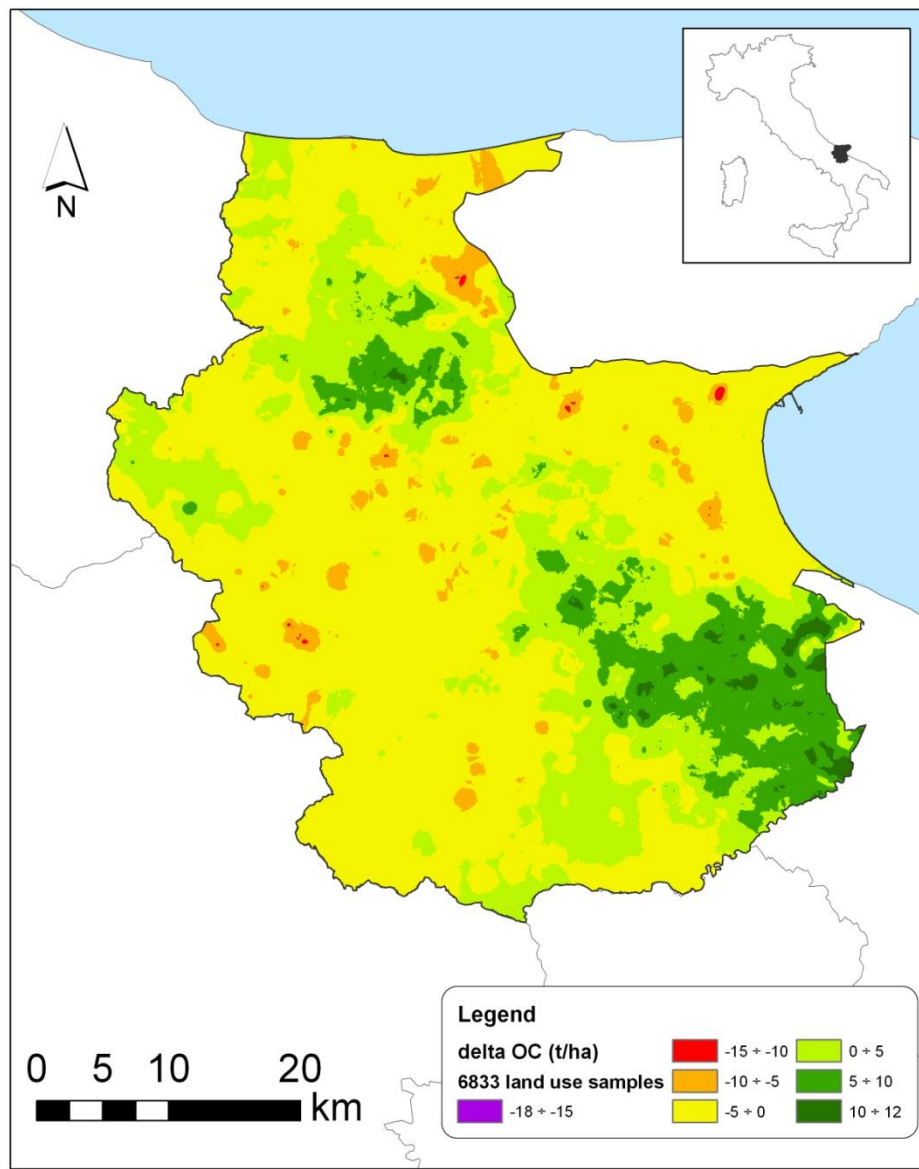 N
Legend
delta OC (t/ha)
6833 land use samples
-18 ÷ -15
-15 ÷ -10
-10 ÷ -5
-5 ÷ 0
0 ÷ 5
5 ÷ 10
10 ÷ 12
0 5 10 20
km